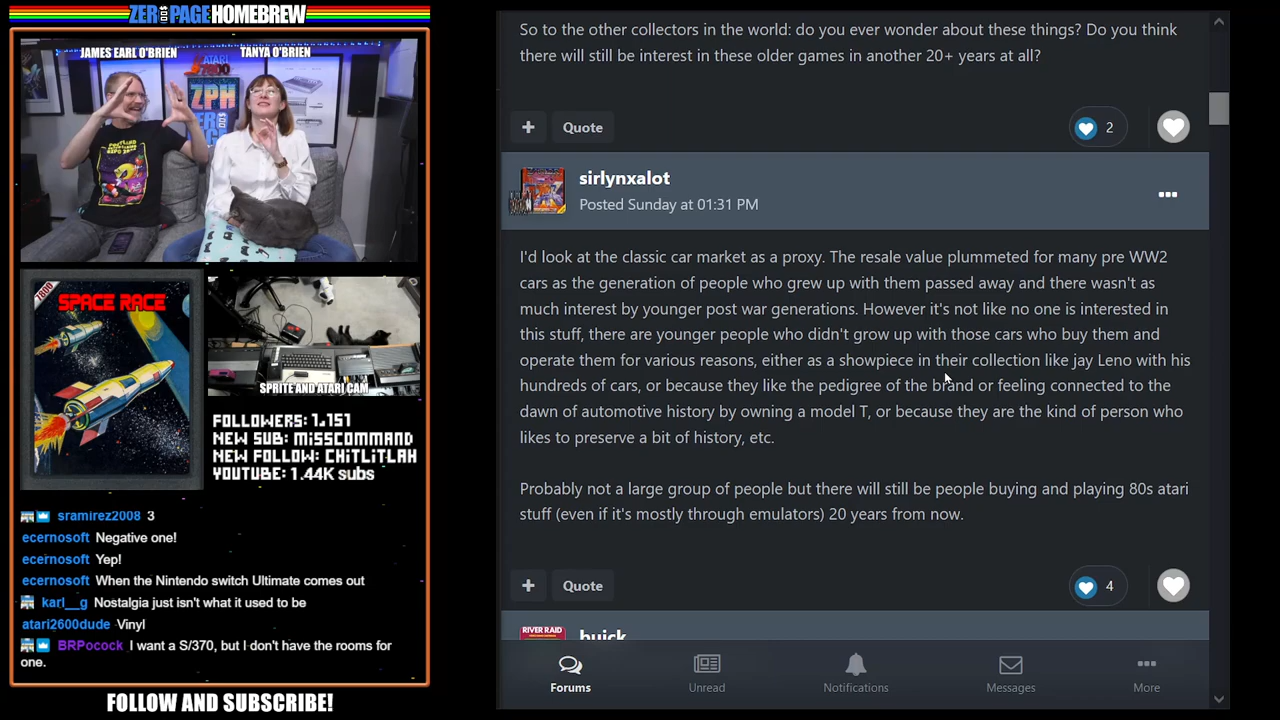 ZEROPAGE HOMEBREW
JAMES EARL O'BRIEN
TANYA O'BRIEN
ATARI
ZPH
7800
SPACE RACE
SPRITE AND ATARI CAM
FOLLOWERS: 1,151
NEW SUB: MISSCOMMAND
NEW FOLLOW: CHITLITLAH
YOUTUBE: 1.44K subs
sramirez2008 3
ecernosoft Negative one!
ecernosoft Yep!
ecernosoft When the Nintendo switch Ultimate comes out
karl__g Nostalgia just isn't what it used to be
atari2600dude Vinyl
BRPocock I want a S/370, but I don't have the rooms for
one.
FOLLOW AND SUBSCRIBE!
So to the other collectors in the world: do you ever wonder about these things? Do you think
there will still be interest in these older games in another 20+ years at all?
+ Quote 2
sirlynxalot
Posted Sunday at 01:31 PM
I'd look at the classic car market as a proxy. The resale value plummeted for many pre WW2
cars as the generation of people who grew up with them passed away and there wasn't as
much interest by younger post war generations. However it's not like no one is interested in
this stuff, there are younger people who didn't grow up with those cars who buy them and
operate them for various reasons, either as a showpiece in their collection like jay Leno with his
hundreds of cars, or because they like the pedigree of the brand or feeling connected to the
dawn of automotive history by owning a model T, or because they are the kind of person who
likes to preserve a bit of history, etc.
Probably not a large group of people but there will still be people buying and playing 80s atari
stuff (even if it's mostly through emulators) 20 years from now.
+ Quote 4
RIVER RAID
buick
Forums
Unread
Notifications
Messages
More